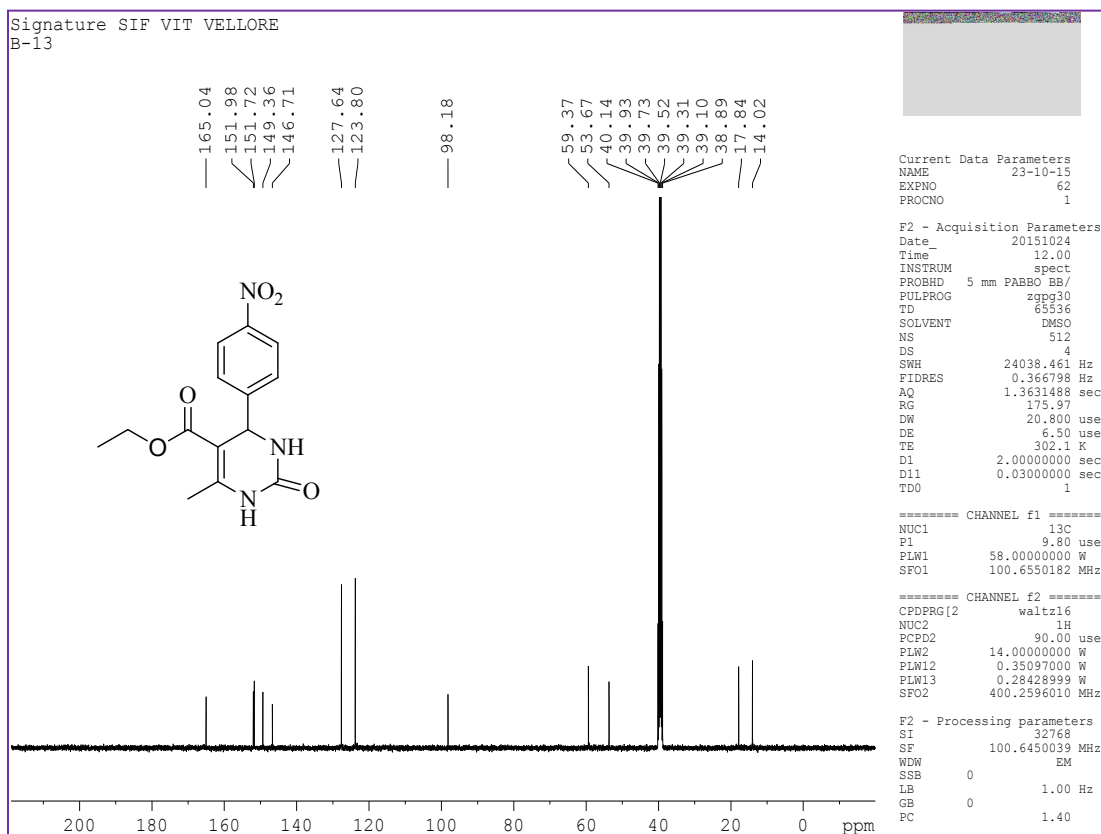 Signature SIF VIT VELLORE
B-13
165.04
151.98
151.72
149.36
146.71
127.64
123.80
98.18
59.37
53.67
40.14
39.93
39.73
39.52
39.31
39.10
38.89
17.84
14.02
NO2
O
O
NH
N
H
O
200 180 160 140 120 100 80 60 40 20 0 ppm
Current Data Parameters
NAME 23-10-15
EXPNO 62
PROCNO 1
F2 - Acquisition Parameters
Date_ 20151024
Time 12.00
INSTRUM spect
PROBHD 5 mm PABBO BB/
PULPROG zgpg30
TD 65536
SOLVENT DMSO
NS 512
DS 4
SWH 24038.461 Hz
FIDRES 0.366798 Hz
AQ 1.3631488 sec
RG 175.97
DW 20.800 use
DE 6.50 use
TE 302.1 K
D1 2.00000000 sec
D11 0.03000000 sec
TD0 1
======== CHANNEL f1 ========
NUC1 13C
P1 9.80 use
PLW1 58.00000000 W
SFO1 100.6550182 MHz
======== CHANNEL f2 ========
CPDPRG[2 waltz16
NUC2 1H
PCPD2 90.00 use
PLW2 14.00000000 W
PLW12 0.35097000 W
PLW13 0.28428999 W
SFO2 400.2596010 MHz
F2 - Processing parameters
SI 32768
SF 100.6450039 MHz
WDW EM
SSB 0
LB 1.00 Hz
GB 0
PC 1.40